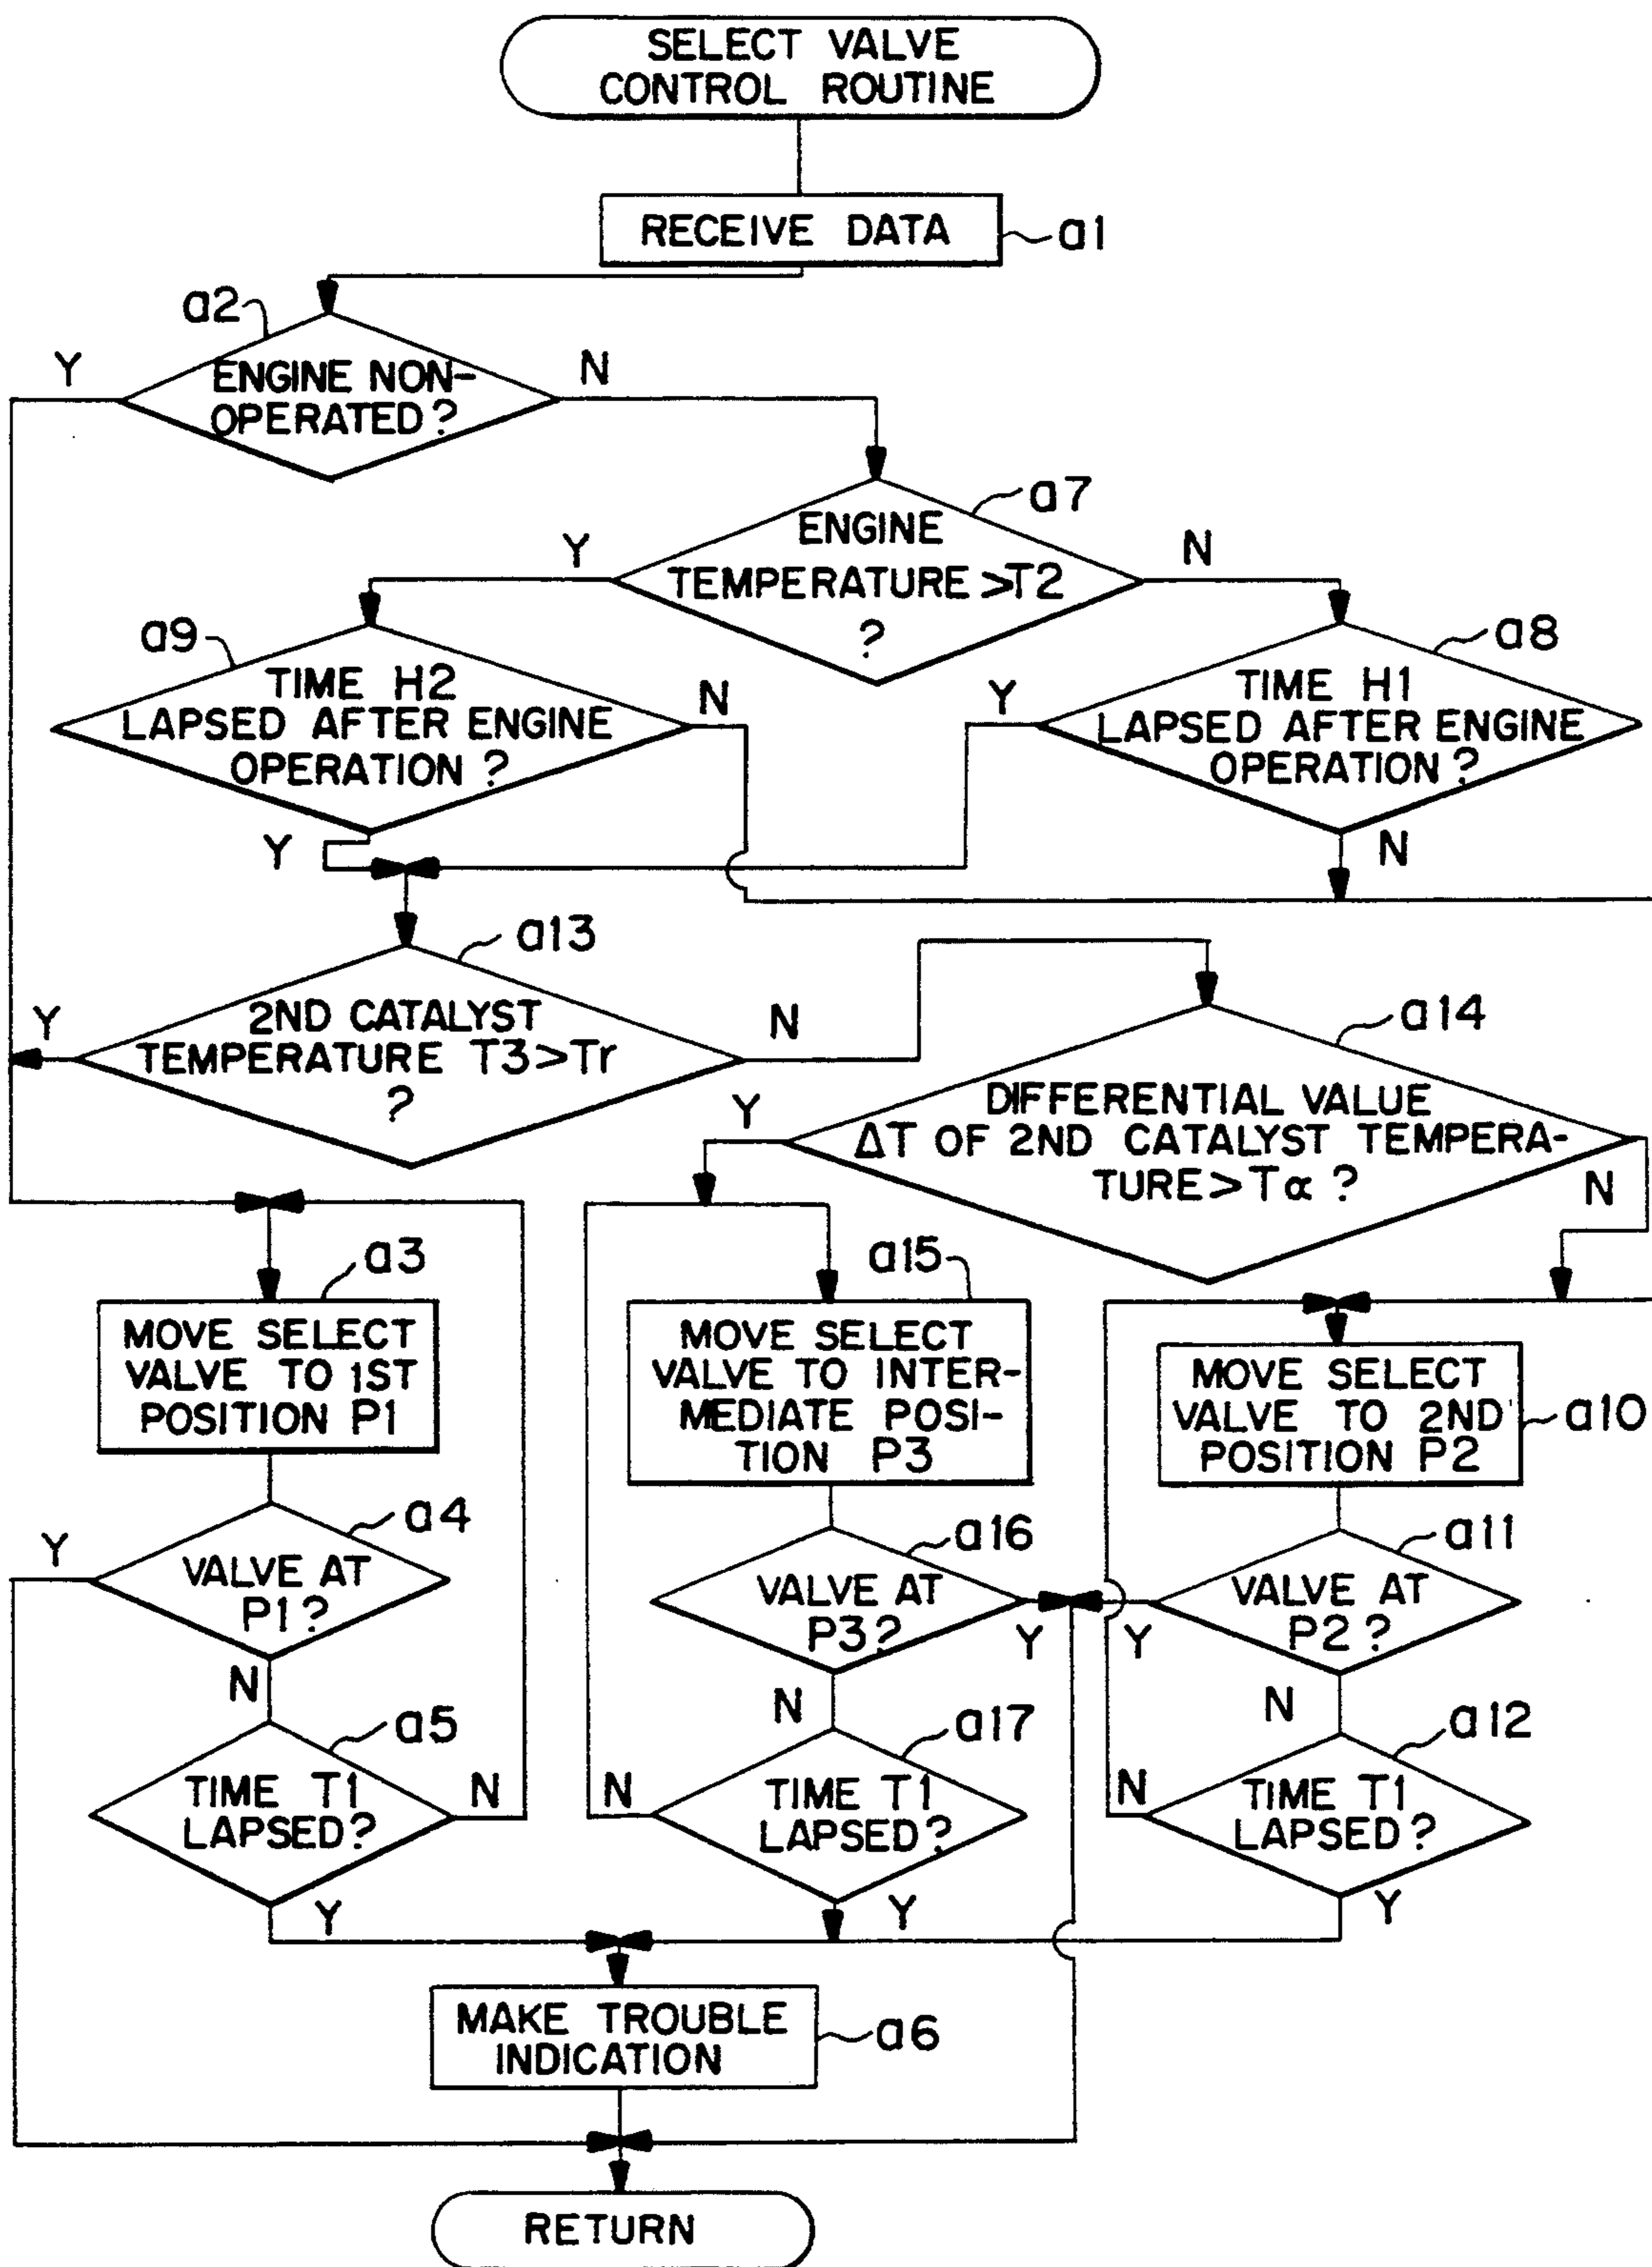 SELECT VALVE
CONTROL ROUTINE
RECEIVE DATA
a1
a2
Y
ENGINE NON-
OPERATED?
N
a7
Y
ENGINE
TEMPERATURE >T2
?
N
a9
TIME H2
LAPSED AFTER ENGINE
OPERATION ?
N
Y
a8
Y
TIME H1
LAPSED AFTER ENGINE
OPERATION ?
N
a13
Y
2ND CATALYST
TEMPERATURE T3>Tr
?
N
a14
Y
DIFFERENTIAL VALUE
ΔT OF 2ND CATALYST TEMPERA-
TURE> Tα ?
N
a3
MOVE SELECT
VALVE TO 1ST
POSITION P1
a15
MOVE SELECT
VALVE TO INTER-
MEDIATE POSI-
TION P3
MOVE SELECT
VALVE TO 2ND
POSITION P2
a10
a4
Y
VALVE AT
P1?
N
a16
VALVE AT
P3?
Y
N
a11
VALVE AT
P2?
Y
N
a5
TIME T1
LAPSED?
N
Y
a17
N
TIME T1
LAPSED?
Y
a12
N
TIME T1
LAPSED?
Y
MAKE TROUBLE
INDICATION
a6
RETURN